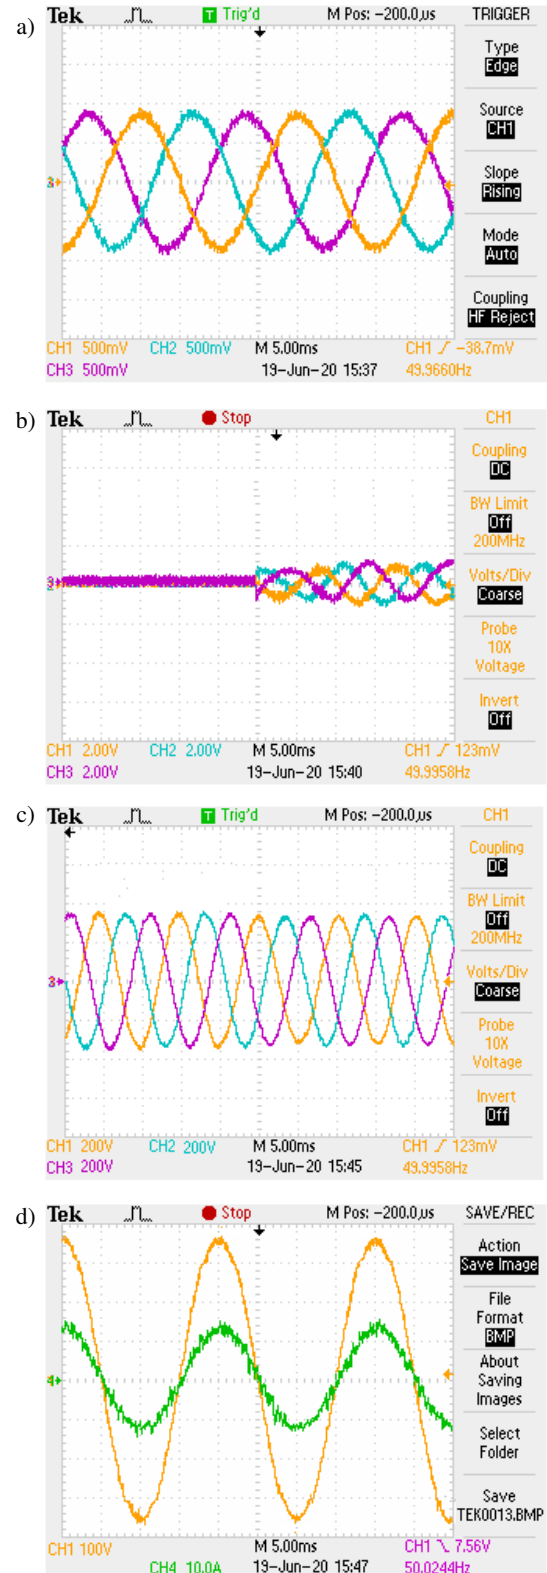 a)
Tek Trig'd M Pos: -200.0µs TRIGGER
Type
Edge
Source
CH1
Slope
Rising
Mode
Auto
Coupling
HF Reject
3
CH1 500mV CH2 500mV M 5.00ms CH1 -38.7mV
CH3 500mV 19-Jun-20 15:37 49.9660Hz
b)
Tek Stop CH1
Coupling
DC
BW Limit
Off
200MHz
Volts/Div
Coarse
Probe
10X
Voltage
Invert
Off
CH1 2.00V CH2 2.00V M 5.00ms CH1 123mV
CH3 2.00V 19-Jun-20 15:40 49.9958Hz
c)
Tek Trig'd M Pos: -200.0µs CH1
Coupling
DC
BW Limit
Off
200MHz
Volts/Div
Coarse
Probe
10X
Voltage
Invert
Off
3
CH1 200V CH2 200V M 5.00ms CH1 123mV
CH3 200V 19-Jun-20 15:45 49.9958Hz
d)
Tek Stop M Pos: -200.0µs SAVE/REC
Action
Save Image
File
Format
BMP
About
Saving
Images
Select
Folder
Save
TEK0013.BMP
4
CH1 100V M 5.00ms CH1 7.56V
CH4 10.0A 19-Jun-20 15:47 50.0244Hz